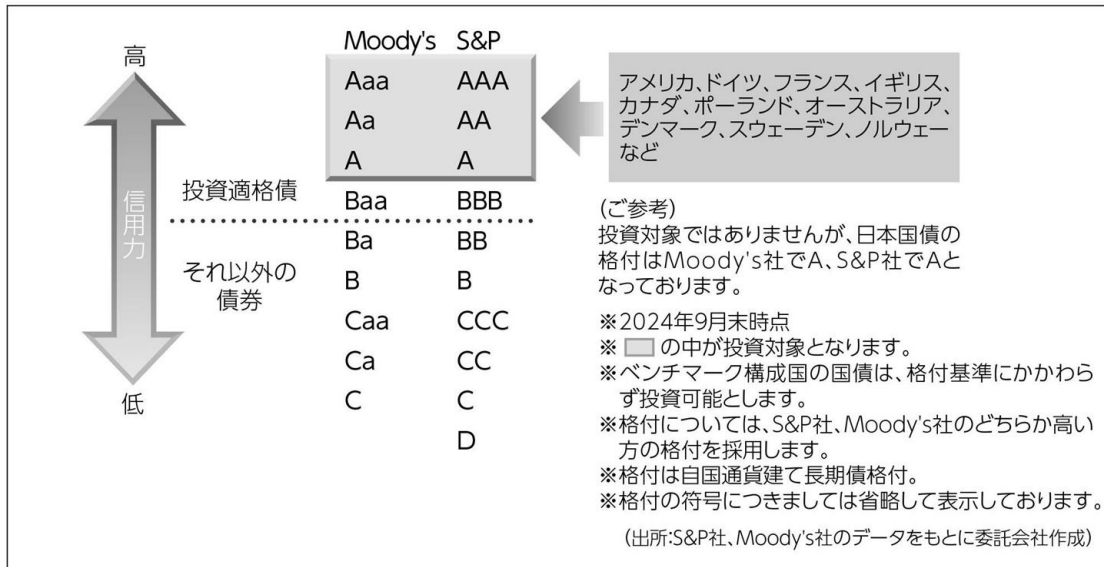 高
信用力
低
投資適格債
それ以外の
債券
Moody's S&P
Aaa AAA
Aa AA
A A
Baa BBB
Ba BB
B B
Caa CCC
Ca CC
C C
D
アメリカ、ドイツ、フランス、イギリス、
カナダ、ポーランド、オーストラリア、
デンマーク、スウェーデン、ノルウェー
など
(ご参考)
投資対象ではありませんが、日本国債の
格付はMoody's社でA、S&P社でAと
なっております。
※2024年9月末時点
※ の中が投資対象となります。
※ベンチマーク構成国の国債は、格付基準にかかわら
ず投資可能とします。
※格付については、S&P社、Moody's社のどちらか高い
方の格付を採用します。
※格付は自国通貨建て長期債格付。
※格付の符号につきましては省略して表示しております。
(出所:S&P社、Moody's社のデータをもとに委託会社作成)